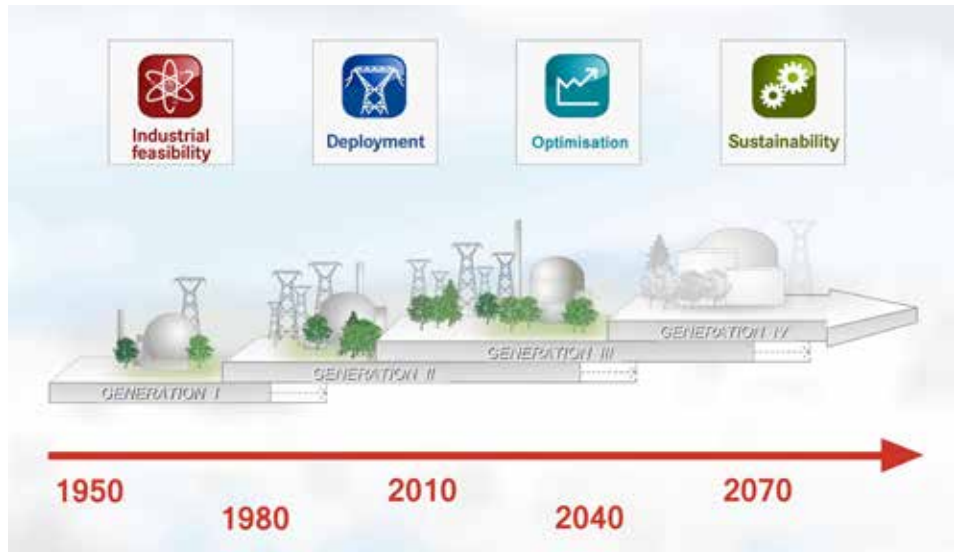 Industrial
feasibility
Deployment
Optimisation
Sustainability
GENERATION I
GENERATION II
GENERATION III
GENERATION IV
1950
1980
2010
2040
2070